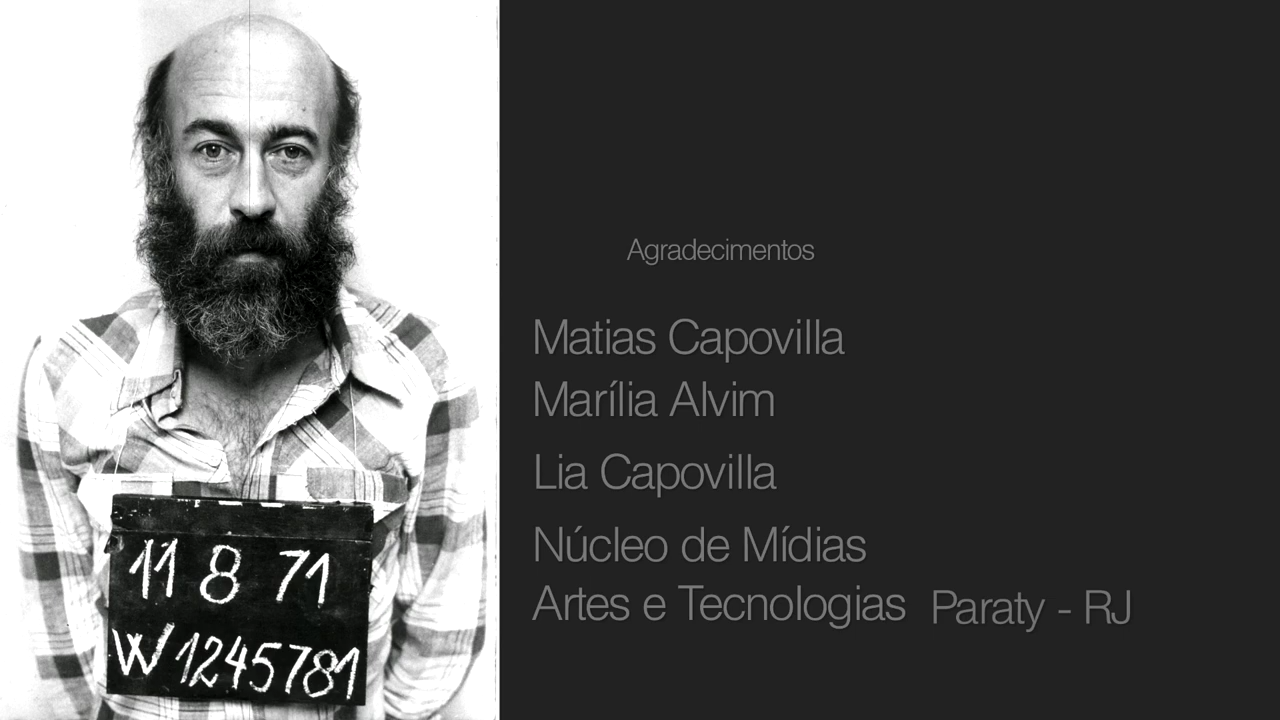 11 8 71
W 1245781
Agradecimentos
Matias Capovilla
Marília Alvim
Lia Capovilla
Núcleo de Mídias
Artes e Tecnologias Paraty - RJ